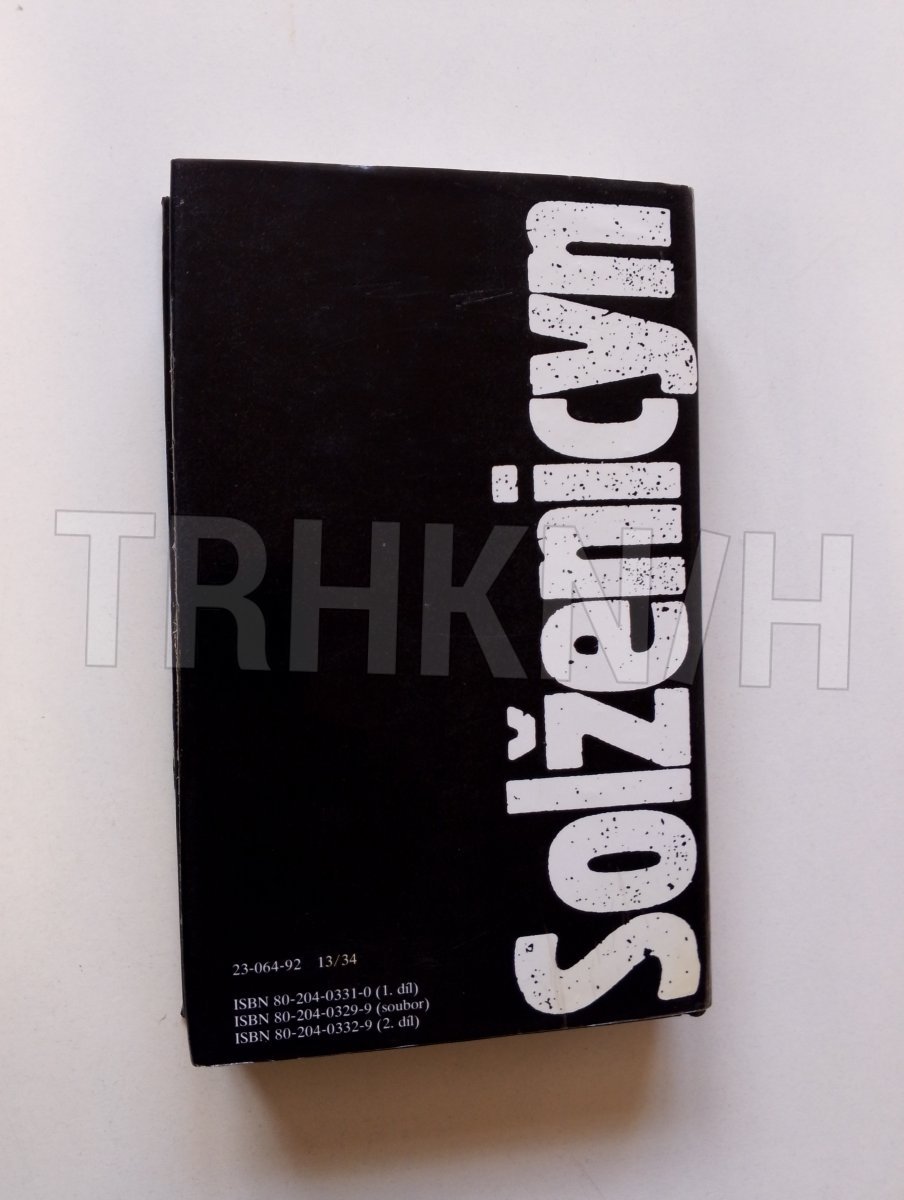 Solženicyn
TRHKNIH
23-064-92 13/34
ISBN 80-204-0331-0 (1. díl)
ISBN 80-204-0329-9 (soubor)
ISBN 80-204-0332-9 (2. díl)